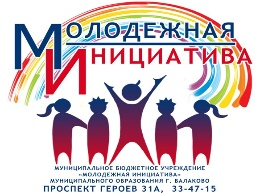 МОЛОДЕЖНАЯ
ИНИЦИАТИВА
МУНИЦИПАЛЬНОЕ БЮДЖЕТНОЕ УЧРЕЖДЕНИЕ
«МОЛОДЕЖНАЯ ИНИЦИАТИВА»
МУНИЦИПАЛЬНОГО ОБРАЗОВАНИЯ Г. БАЛАКОВО
ПРОСПЕКТ ГЕРОЕВ 31А, 33-47-15